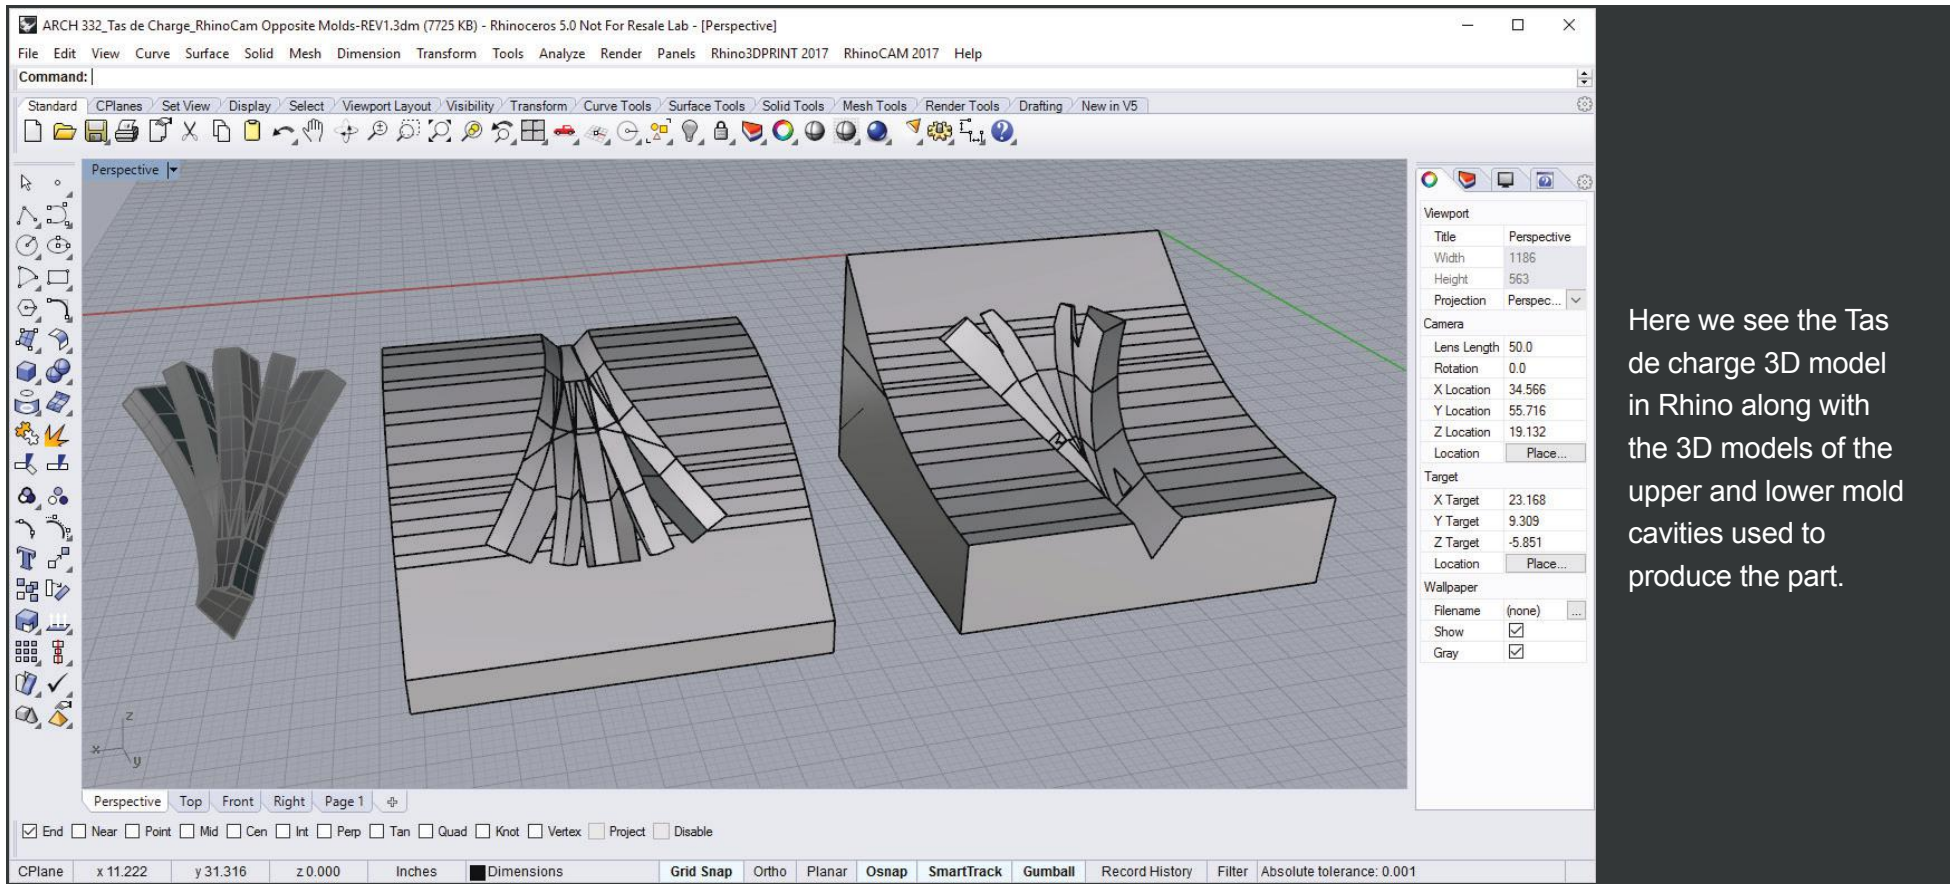 ARCH 332_Tas de Charge_RhinoCam Opposite Molds-REV1.3dm (7725 KB) - Rhinoceros 5.0 Not For Resale Lab - [Perspective]
File Edit View Curve Surface Solid Mesh Dimension Transform Tools Analyze Render Panels Rhino3DPRINT 2017 RhinoCAM 2017 Help
Command:
Standard CPlanes Set View Display Select Viewport Layout Visibility Transform Curve Tools Surface Tools Solid Tools Mesh Tools Render Tools Drafting New in V5
Perspective
z
x
y
Viewport
Title Perspective
Width 1186
Height 563
Projection Perspec...
Camera
Lens Length 50.0
Rotation 0.0
X Location 34.566
Y Location 55.716
Z Location 19.132
Location Place...
Target
X Target 23.168
Y Target 9.309
Z Target -5.851
Location Place...
Wallpaper
Filename (none) ...
Show
Gray
Perspective Top Front Right Page 1
End Near Point Mid Cen Int Perp Tan Quad Knot Vertex Project Disable
CPlane x 11.222 y 31.316 z 0.000 Inches Dimensions Grid Snap Ortho Planar Osnap SmartTrack Gumball Record History Filter Absolute tolerance: 0.001
Here we see the Tas
de charge 3D model
in Rhino along with
the 3D models of the
upper and lower mold
cavities used to
produce the part.